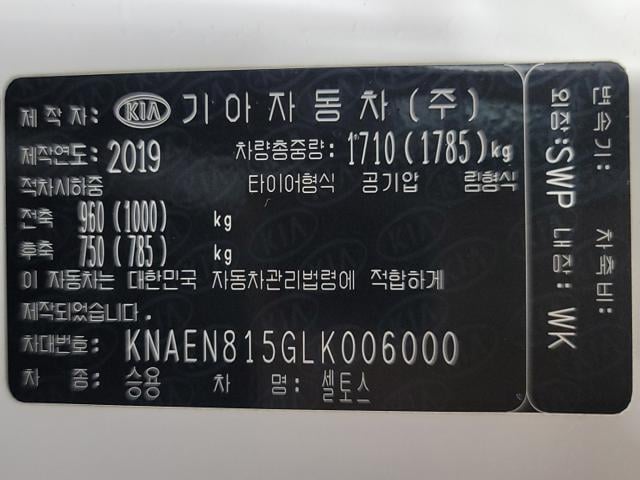 제 작 자: KIA 기아자동차(주)
제작연도: 2019 차량총중량: 1710(1785)kg
적차시하중 타이어형식 공기압 림형식
전축 960(1000) kg
후축 750(785) kg
이 자동차는 대한민국 자동차관리법령에 적합하게
제작되었습니다.
차대번호: KNAEN815GLK006000
차 종: 승용 차 명: 셀토스
변속기: 차축비:
외장:SWP 내장: WK